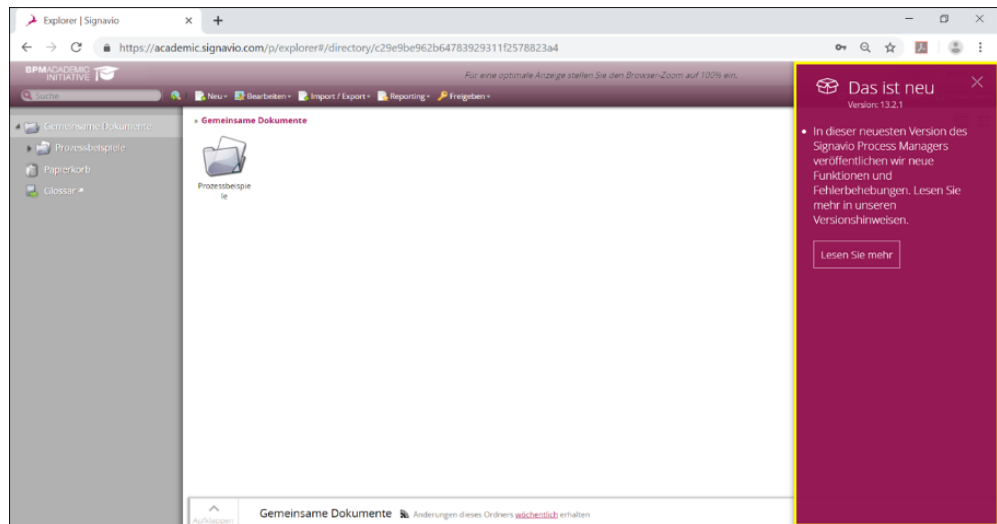 Explorer | Signavio
https://academic.signavio.com/p/explorer#/directory/c29e9be962b64783929311f2578823a4
BPMACADEMIC
INITIATIVE
Für eine optimale Anzeige stellen Sie den Browser-Zoom auf 100% ein.
Suche
Neu
Bearbeiten
Import / Export
Reporting
Freigeben
Gemeinsame Dokumente
Prozessbeispiele
Papierkorb
Glossar
» Gemeinsame Dokumente
Prozessbeispie
le
Das ist neu
Version: 13.2.1
• In dieser neuesten Version des
Signavio Process Managers
veröffentlichen wir neue
Funktionen und
Fehlerbehebungen. Lesen Sie
mehr in unseren
Versionshinweisen.
Lesen Sie mehr
Aufklappen
Gemeinsame Dokumente
Änderungen dieses Ordners wöchentlich erhalten